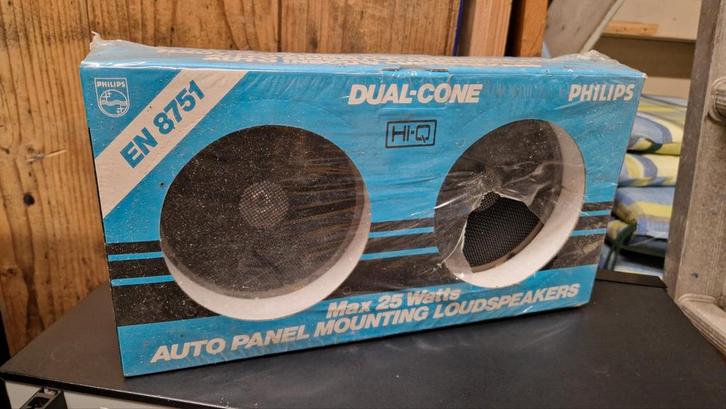 PHILIPS
EN 8751
DUAL-CONE
PHILIPS
HI-Q
Max 25 Watts
AUTO PANEL MOUNTING LOUDSPEAKERS